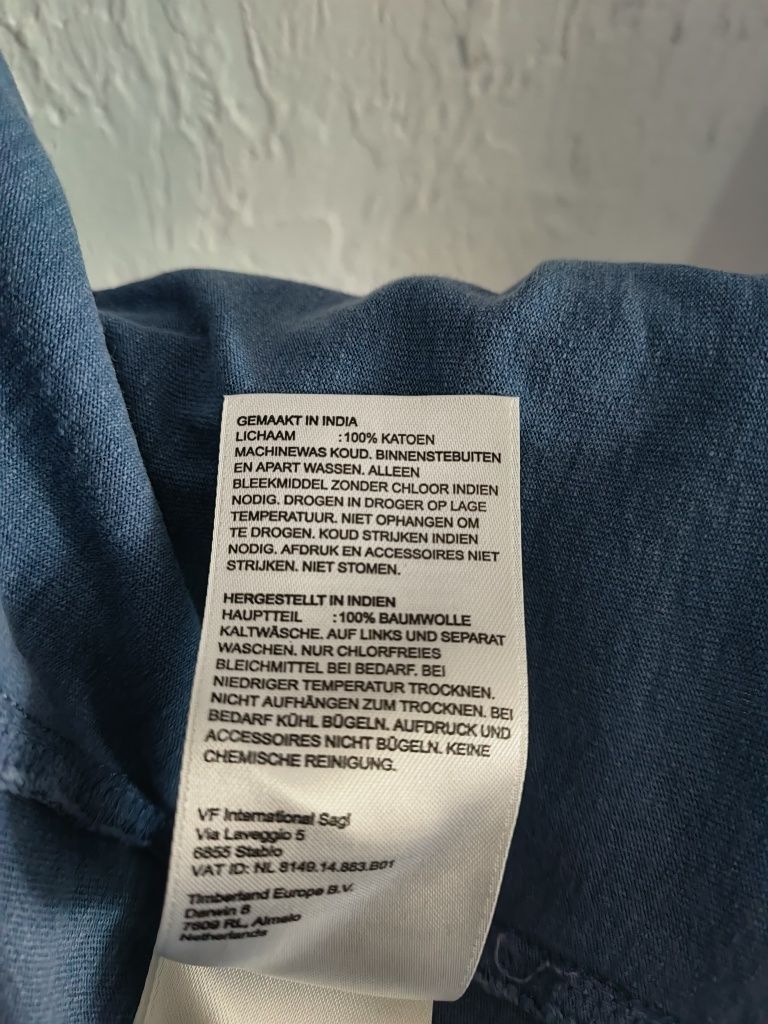 GEMAAKT IN INDIA
LICHAAM :100% KATOEN
MACHINEWAS KOUD. BINNENSTEBUITEN
EN APART WASSEN. ALLEEN
BLEEKMIDDEL ZONDER CHLOOR INDIEN
NODIG. DROGEN IN DROGER OP LAGE
TEMPERATUUR. NIET OPHANGEN OM
TE DROGEN. KOUD STRIJKEN INDIEN
NODIG. AFDRUK EN ACCESSOIRES NIET
STRIJKEN. NIET STOMEN.
HERGESTELLT IN INDIEN
HAUPTTEIL :100% BAUMWOLLE
KALTWÄSCHE. AUF LINKS UND SEPARAT
WASCHEN. NUR CHLORFREIES
BLEICHMITTEL BEI BEDARF. BEI
NIEDRIGER TEMPERATUR TROCKNEN.
NICHT AUFHÄNGEN ZUM TROCKNEN. BEI
BEDARF KÜHL BÜGELN. AUFDRUCK UND
ACCESSOIRES NICHT BÜGELN. KEINE
CHEMISCHE REINIGUNG.
VF International Sagl
Via Laveggio 5
6855 Stabio
VAT ID: NL 8149.14.883.B01
Timberland Europe B.V.
Darwin 8
7609 RL, Almelo
Netherlands